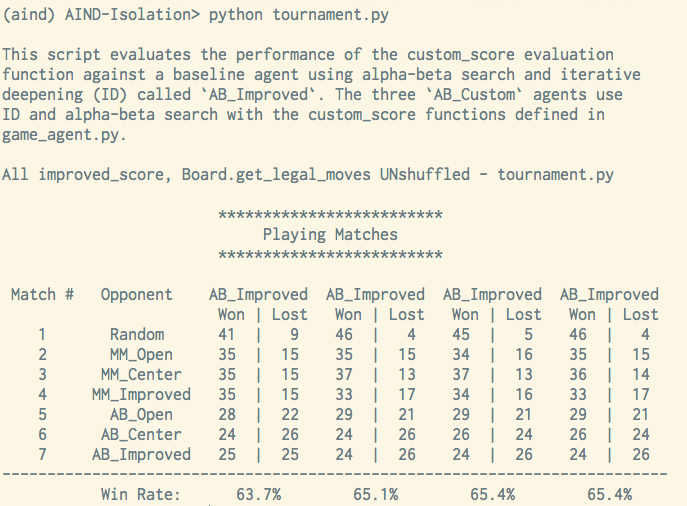 (aind) AIND-Isolation> python tournament.py
This script evaluates the performance of the custom_score evaluation
function against a baseline agent using alpha-beta search and iterative
deepening (ID) called `AB_Improved`. The three `AB_Custom` agents use
ID and alpha-beta search with the custom_score functions defined in
game_agent.py.
All improved_score, Board.get_legal_moves UNshuffled - tournament.py
*************************
Playing Matches
*************************
Match # Opponent AB_Improved AB_Improved AB_Improved AB_Improved
Won | Lost Won | Lost Won | Lost Won | Lost
1 Random 41 | 9 46 | 4 45 | 5 46 | 4
2 MM_Open 35 | 15 35 | 15 34 | 16 35 | 15
3 MM_Center 35 | 15 37 | 13 37 | 13 36 | 14
4 MM_Improved 35 | 15 33 | 17 34 | 16 33 | 17
5 AB_Open 28 | 22 29 | 21 29 | 21 29 | 21
6 AB_Center 24 | 26 24 | 26 26 | 24 26 | 24
7 AB_Improved 25 | 25 24 | 26 24 | 26 24 | 26
--------------------------------------------------------------------------
Win Rate: 63.7% 65.1% 65.4% 65.4%